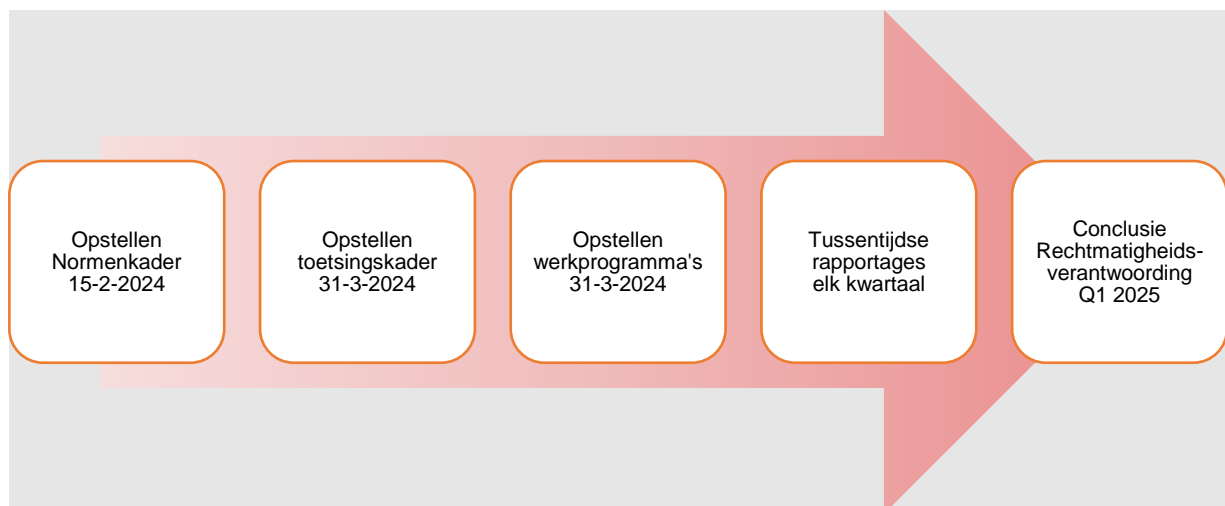 Opstellen
Normenkader
15-2-2024
Opstellen
toetsingskader
31-3-2024
Opstellen
werkprogramma's
31-3-2024
Tussentijdse
rapportages
elk kwartaal
Conclusie
Rechtmatigheids-
verantwoording
Q1 2025